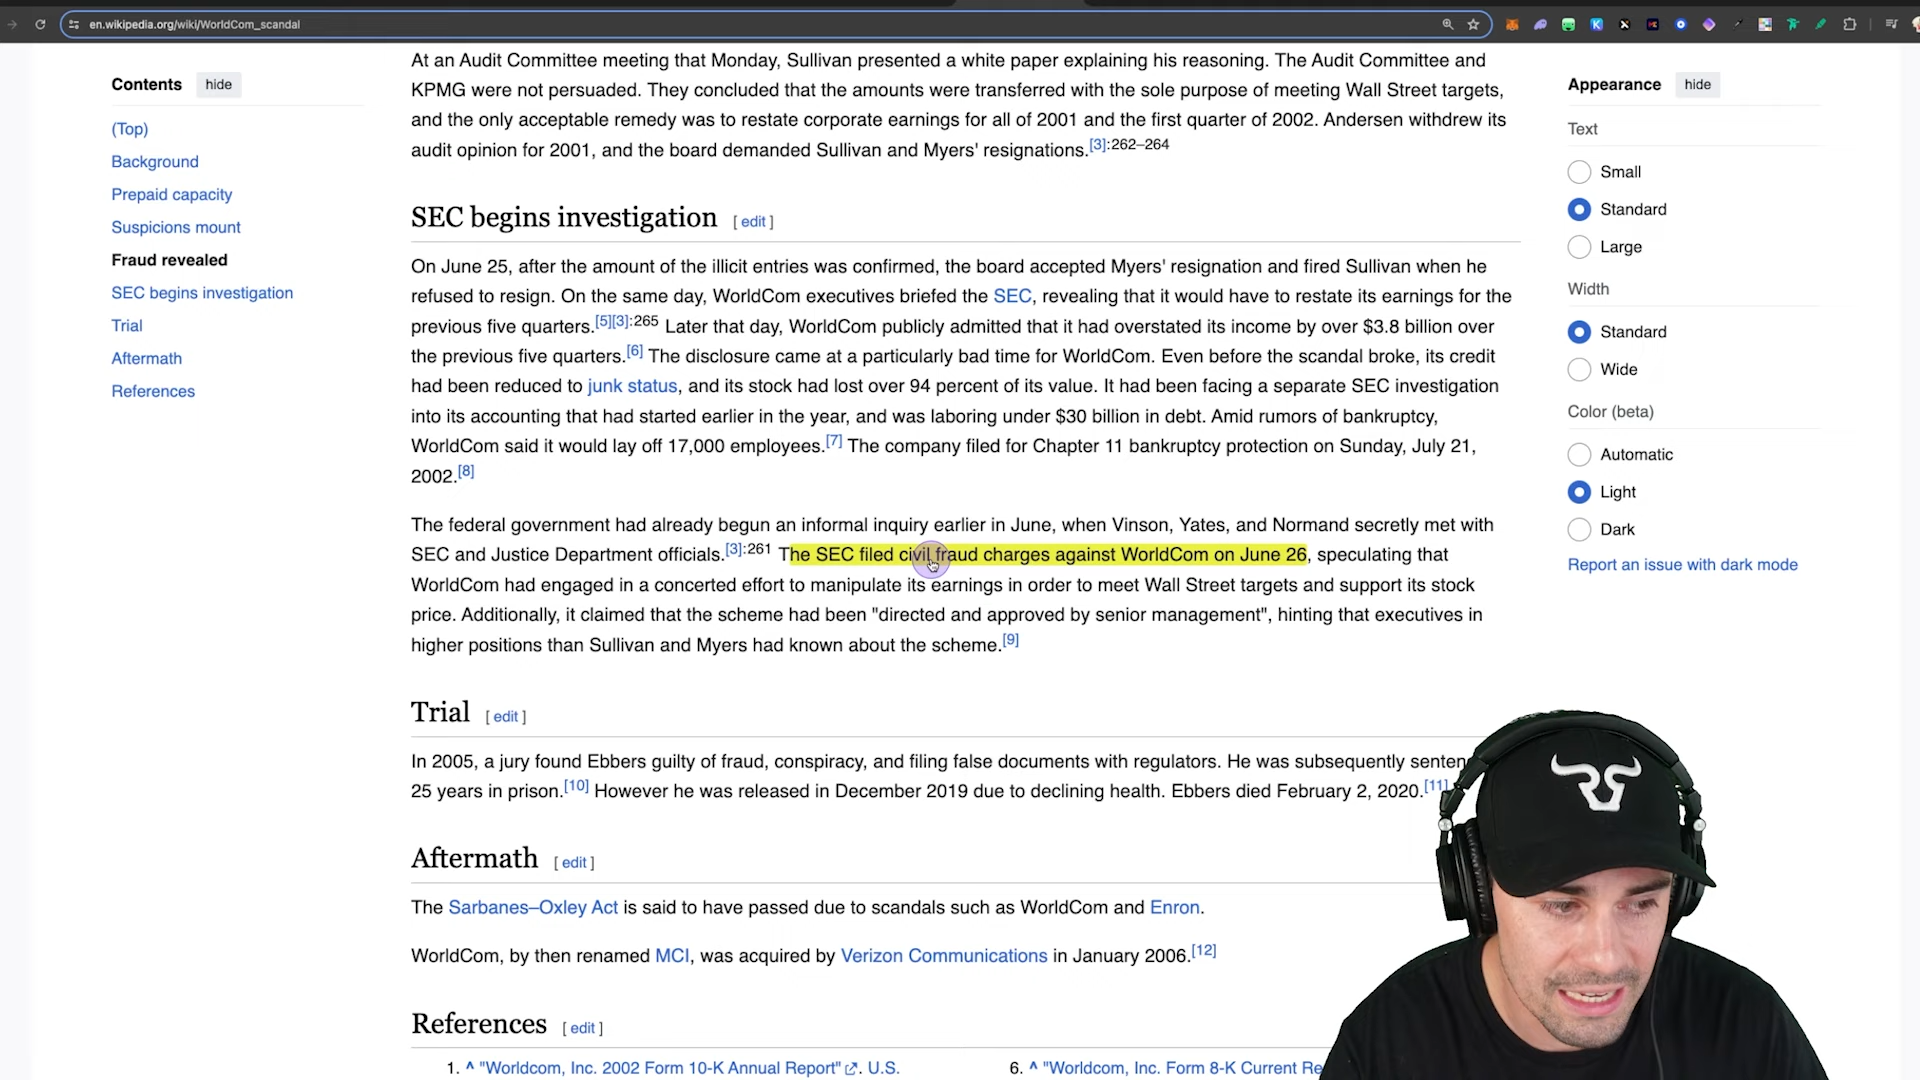 en.wikipedia.org/wiki/WorldCom_scandal
Contents hide
(Top)
Background
Prepaid capacity
Suspicions mount
Fraud revealed
SEC begins investigation
Trial
Aftermath
References
At an Audit Committee meeting that Monday, Sullivan presented a white paper explaining his reasoning. The Audit Committee and
KPMG were not persuaded. They concluded that the amounts were transferred with the sole purpose of meeting Wall Street targets,
and the only acceptable remedy was to restate corporate earnings for all of 2001 and the first quarter of 2002. Andersen withdrew its
audit opinion for 2001, and the board demanded Sullivan and Myers' resignations.[3]:262–264
SEC begins investigation [ edit ]
On June 25, after the amount of the illicit entries was confirmed, the board accepted Myers' resignation and fired Sullivan when he
refused to resign. On the same day, WorldCom executives briefed the SEC, revealing that it would have to restate its earnings for the
previous five quarters.[5][3]:265 Later that day, WorldCom publicly admitted that it had overstated its income by over $3.8 billion over
the previous five quarters.[6] The disclosure came at a particularly bad time for WorldCom. Even before the scandal broke, its credit
had been reduced to junk status, and its stock had lost over 94 percent of its value. It had been facing a separate SEC investigation
into its accounting that had started earlier in the year, and was laboring under $30 billion in debt. Amid rumors of bankruptcy,
WorldCom said it would lay off 17,000 employees.[7] The company filed for Chapter 11 bankruptcy protection on Sunday, July 21,
2002.[8]
The federal government had already begun an informal inquiry earlier in June, when Vinson, Yates, and Normand secretly met with
SEC and Justice Department officials.[3]:261 The SEC filed civil fraud charges against WorldCom on June 26, speculating that
WorldCom had engaged in a concerted effort to manipulate its earnings in order to meet Wall Street targets and support its stock
price. Additionally, it claimed that the scheme had been "directed and approved by senior management", hinting that executives in
higher positions than Sullivan and Myers had known about the scheme.[9]
Trial [ edit ]
In 2005, a jury found Ebbers guilty of fraud, conspiracy, and filing false documents with regulators. He was subsequently senten
25 years in prison.[10] However he was released in December 2019 due to declining health. Ebbers died February 2, 2020.[11]
Aftermath [ edit ]
The Sarbanes–Oxley Act is said to have passed due to scandals such as WorldCom and Enron.
WorldCom, by then renamed MCI, was acquired by Verizon Communications in January 2006.[12]
References [ edit ]
1. ^ "Worldcom, Inc. 2002 Form 10-K Annual Report". U.S.
6. ^ "Worldcom, Inc. Form 8-K Current Re
Appearance hide
Text
Small
Standard
Large
Width
Standard
Wide
Color (beta)
Automatic
Light
Dark
Report an issue with dark mode